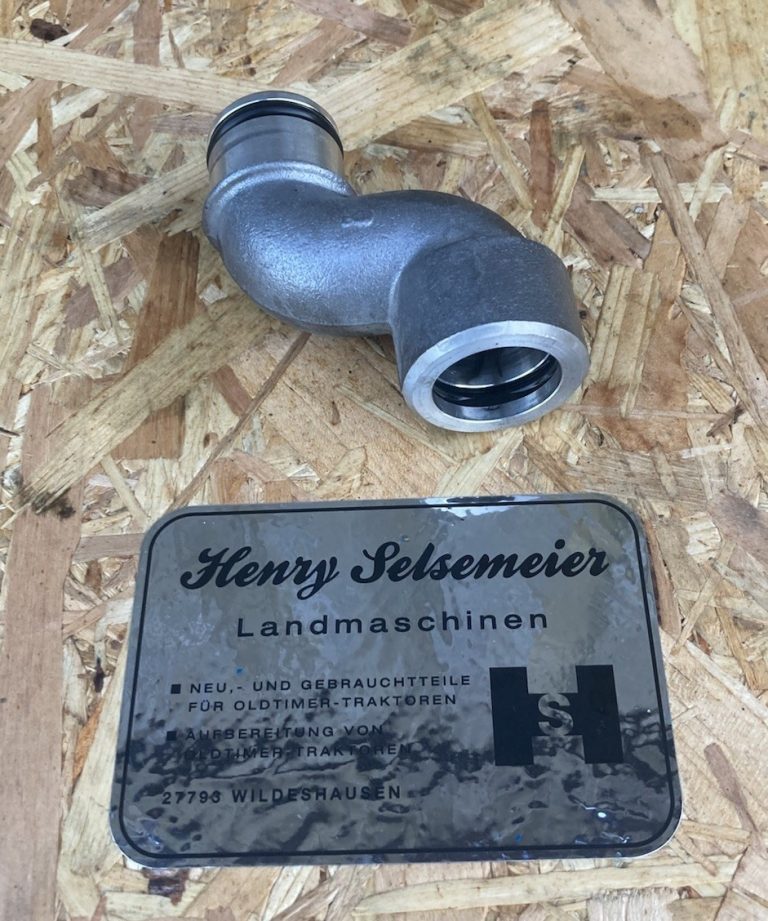 Henry Selsemeier
Landmaschinen
NEU,- UND GEBRAUCHTTEILE
FÜR OLDTIMER-TRAKTOREN
AUFBEREITUNG VON
OLDTIMER-TRAKTOREN
27793 WILDESHAUSEN
HS